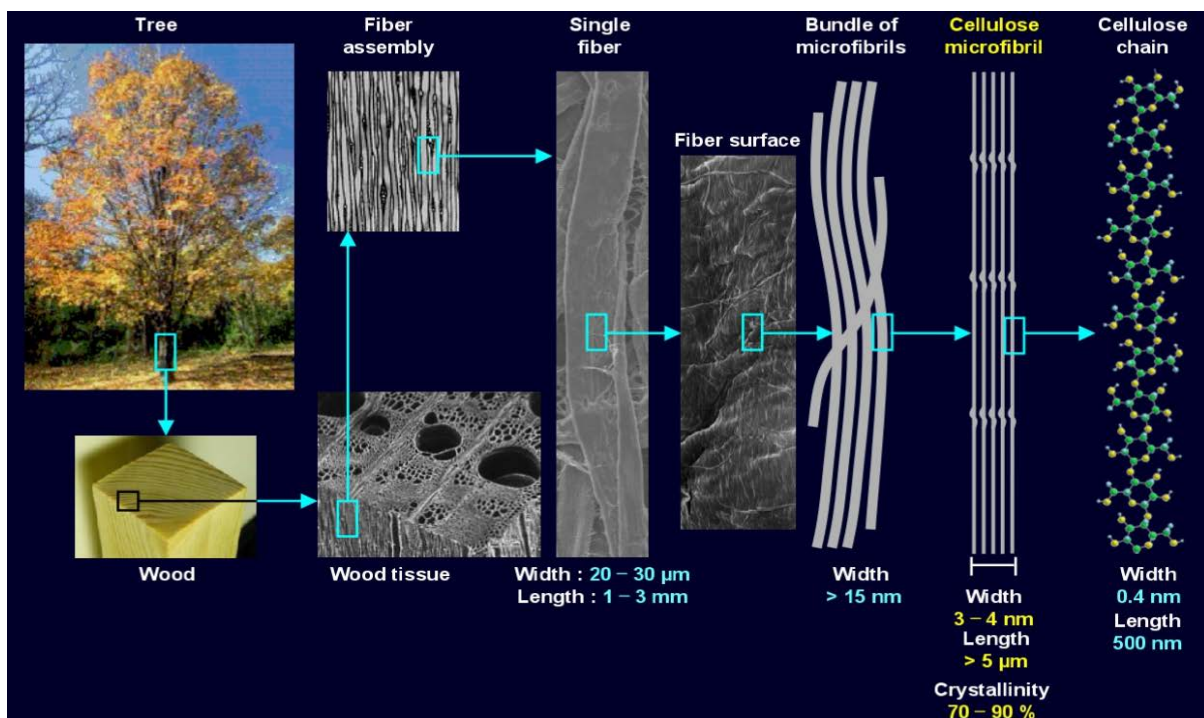 Tree
Fiber
assembly
Single
fiber
Bundle of
microfibrils
Cellulose
microfibril
Cellulose
chain
Fiber surface
Wood
Wood tissue
Width : 20 – 30 µm
Length : 1 – 3 mm
Width
> 15 nm
Width
3 – 4 nm
Length
> 5 µm
Crystallinity
70 – 90 %
Width
0.4 nm
Length
500 nm